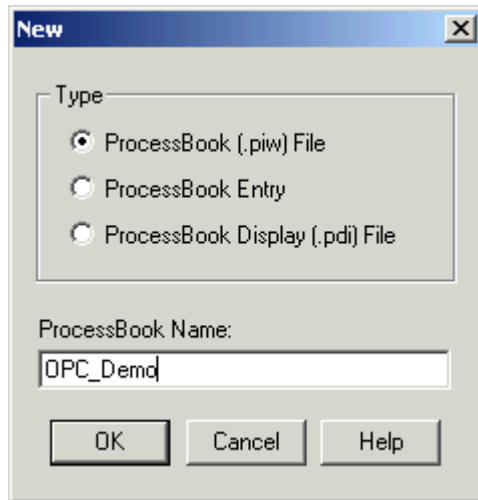 New
Type
ProcessBook (.piw) File
ProcessBook Entry
ProcessBook Display (.pdi) File
ProcessBook Name:
OPC_Demo
OK Cancel Help